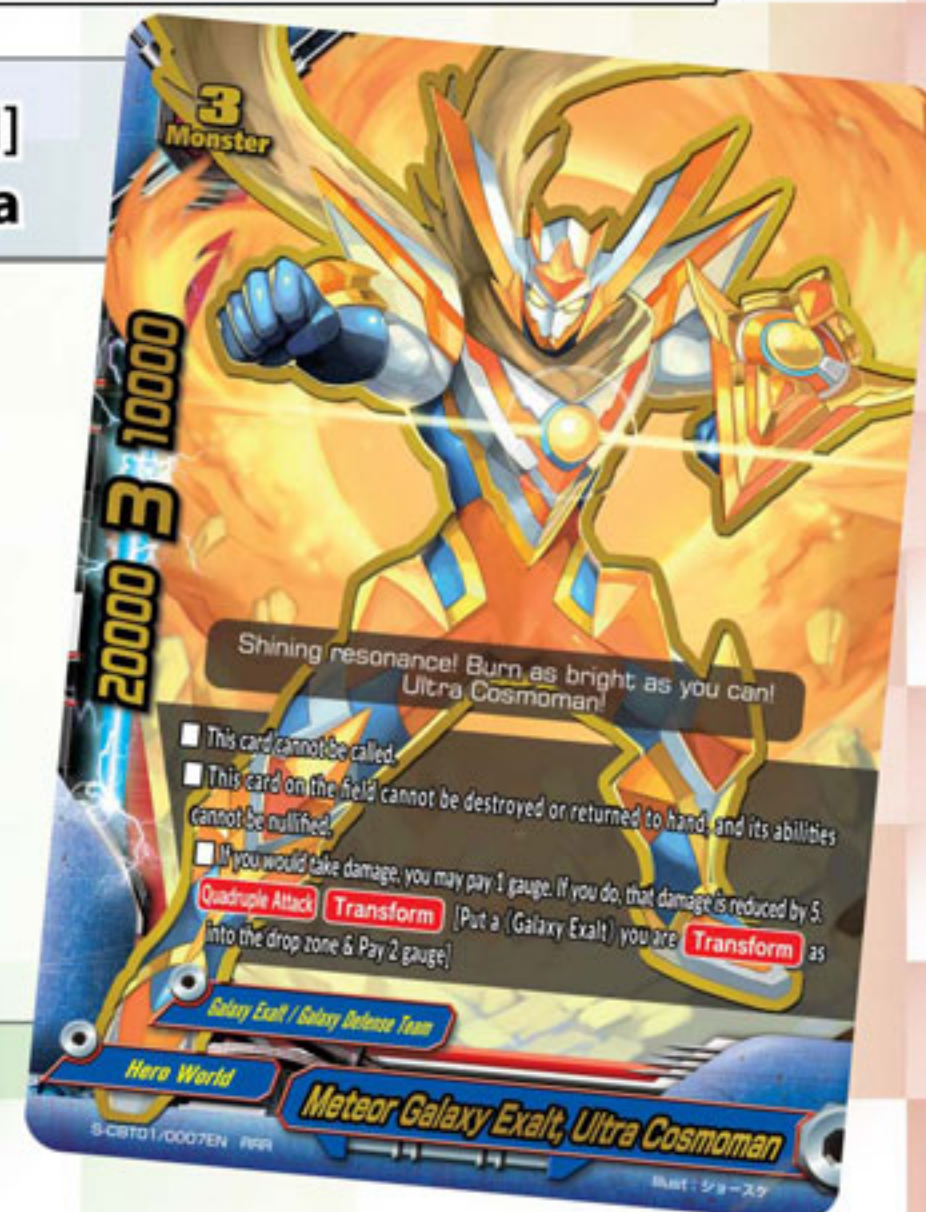 ]
a
3
Monster
10000
3
20000
Shining resonance! Burn as bright as you can!
Ultra Cosmoman!
This card cannot be called.
This card on the field cannot be destroyed or returned to hand, and its abilities
cannot be nullified.
If you would take damage, you may pay 1 gauge. If you do, that damage is reduced by 5.
Quadruple Attack Transform [Put a 《Galaxy Exalt》 you are Transform as
into the drop zone & Pay 2 gauge]
Galaxy Exalt / Galaxy Defense Team
Hero World
Meteor Galaxy Exalt, Ultra Cosmoman
S-CBT01/0007EN RRR
Illust：ショースケ